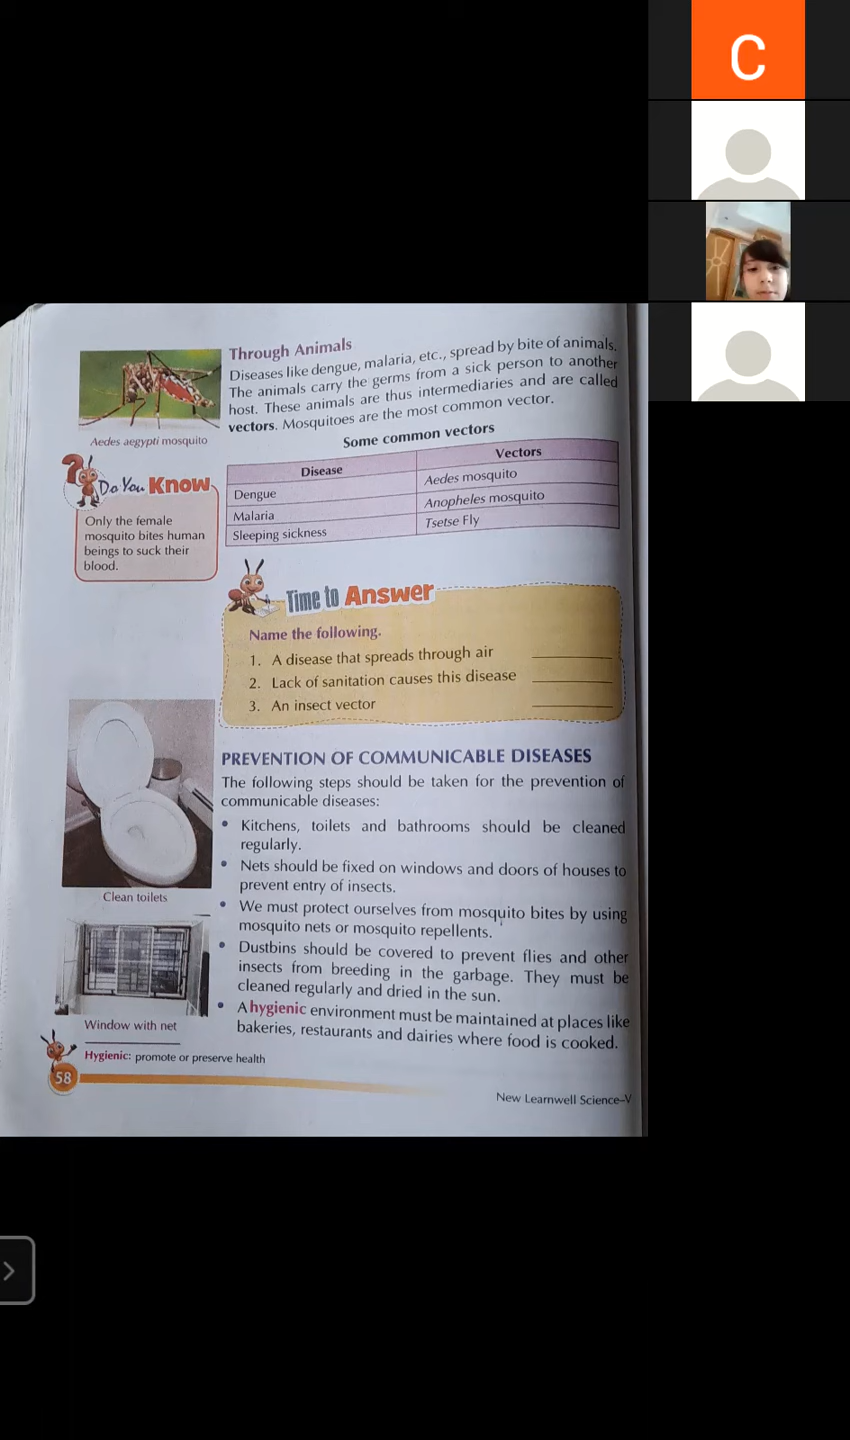 C
Through Animals
Diseases like dengue, malaria, etc., spread by bite of animals.
The animals carry the germs from a sick person to another
host. These animals are thus intermediaries and are called
vectors. Mosquitoes are the most common vector.
Aedes aegypti mosquito
Some common vectors
Disease Vectors
Dengue Aedes mosquito
Malaria Anopheles mosquito
Sleeping sickness Tsetse Fly
? Do You Know
Only the female
mosquito bites human
beings to suck their
blood.
Time to Answer
Name the following.
1. A disease that spreads through air
2. Lack of sanitation causes this disease
3. An insect vector
PREVENTION OF COMMUNICABLE DISEASES
The following steps should be taken for the prevention of
communicable diseases:
• Kitchens, toilets and bathrooms should be cleaned
regularly.
• Nets should be fixed on windows and doors of houses to
prevent entry of insects.
• We must protect ourselves from mosquito bites by using
mosquito nets or mosquito repellents.
• Dustbins should be covered to prevent flies and other
insects from breeding in the garbage. They must be
cleaned regularly and dried in the sun.
• A hygienic environment must be maintained at places like
bakeries, restaurants and dairies where food is cooked.
Clean toilets
Window with net
Hygienic: promote or preserve health
58
New Learnwell Science–V